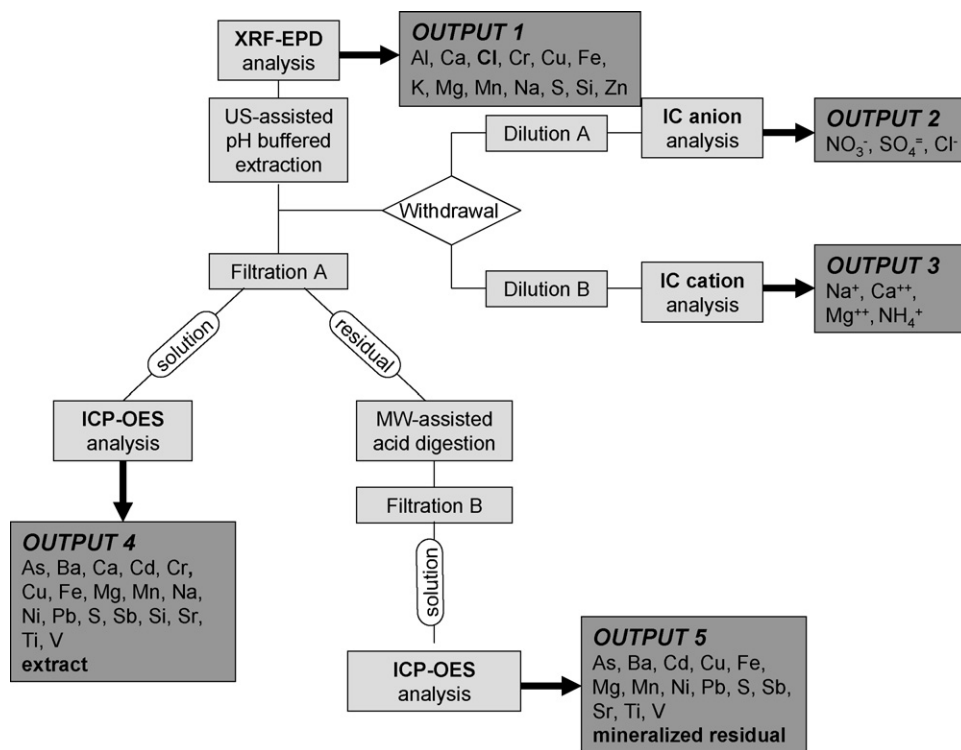 XRF-EPD
analysis
OUTPUT 1
Al, Ca, Cl, Cr, Cu, Fe,
K, Mg, Mn, Na, S, Si, Zn
US-assisted
pH buffered
extraction
Dilution A
IC anion
analysis
OUTPUT 2
NO₃⁻, SO₄⁼, Cl⁻
Withdrawal
Filtration A
Dilution B
IC cation
analysis
OUTPUT 3
Na⁺, Ca⁺⁺,
Mg⁺⁺, NH₄⁺
solution
residual
ICP-OES
analysis
MW-assisted
acid digestion
Filtration B
OUTPUT 4
As, Ba, Ca, Cd, Cr,
Cu, Fe, Mg, Mn, Na,
Ni, Pb, S, Sb, Si, Sr,
Ti, V
extract
solution
ICP-OES
analysis
OUTPUT 5
As, Ba, Cd, Cu, Fe,
Mg, Mn, Ni, Pb, S, Sb,
Sr, Ti, V
mineralized residual